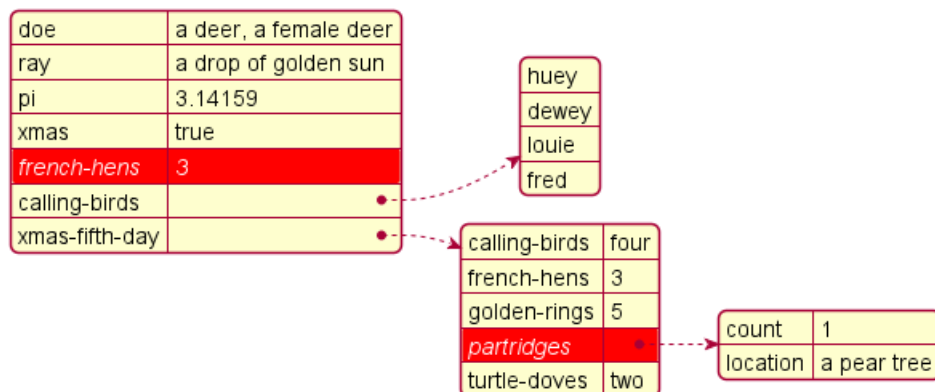 doe a deer, a female deer
ray a drop of golden sun
pi 3.14159
xmas true
french-hens 3
calling-birds
xmas-fifth-day
huey
dewey
louie
fred
calling-birds four
french-hens 3
golden-rings 5
partridges
turtle-doves two
count 1
location a pear tree